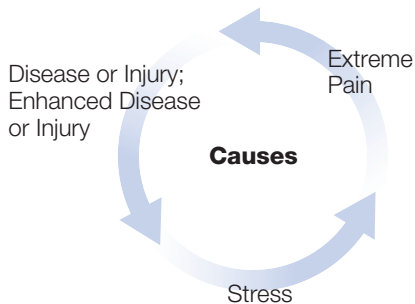 Extreme
Pain
Disease or Injury;
Enhanced Disease
or Injury
Causes
Stress